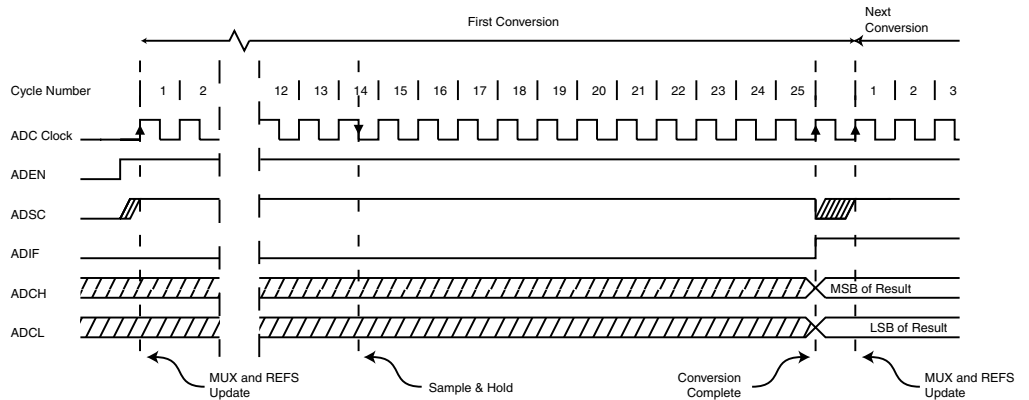 First Conversion
Next
Conversion
Cycle Number 1 2 12 13 14 15 16 17 18 19 20 21 22 23 24 25 1 2 3
ADC Clock
ADEN
ADSC
ADIF
ADCH MSB of Result
ADCL LSB of Result
MUX and REFS
Update
Sample & Hold
Conversion
Complete
MUX and REFS
Update